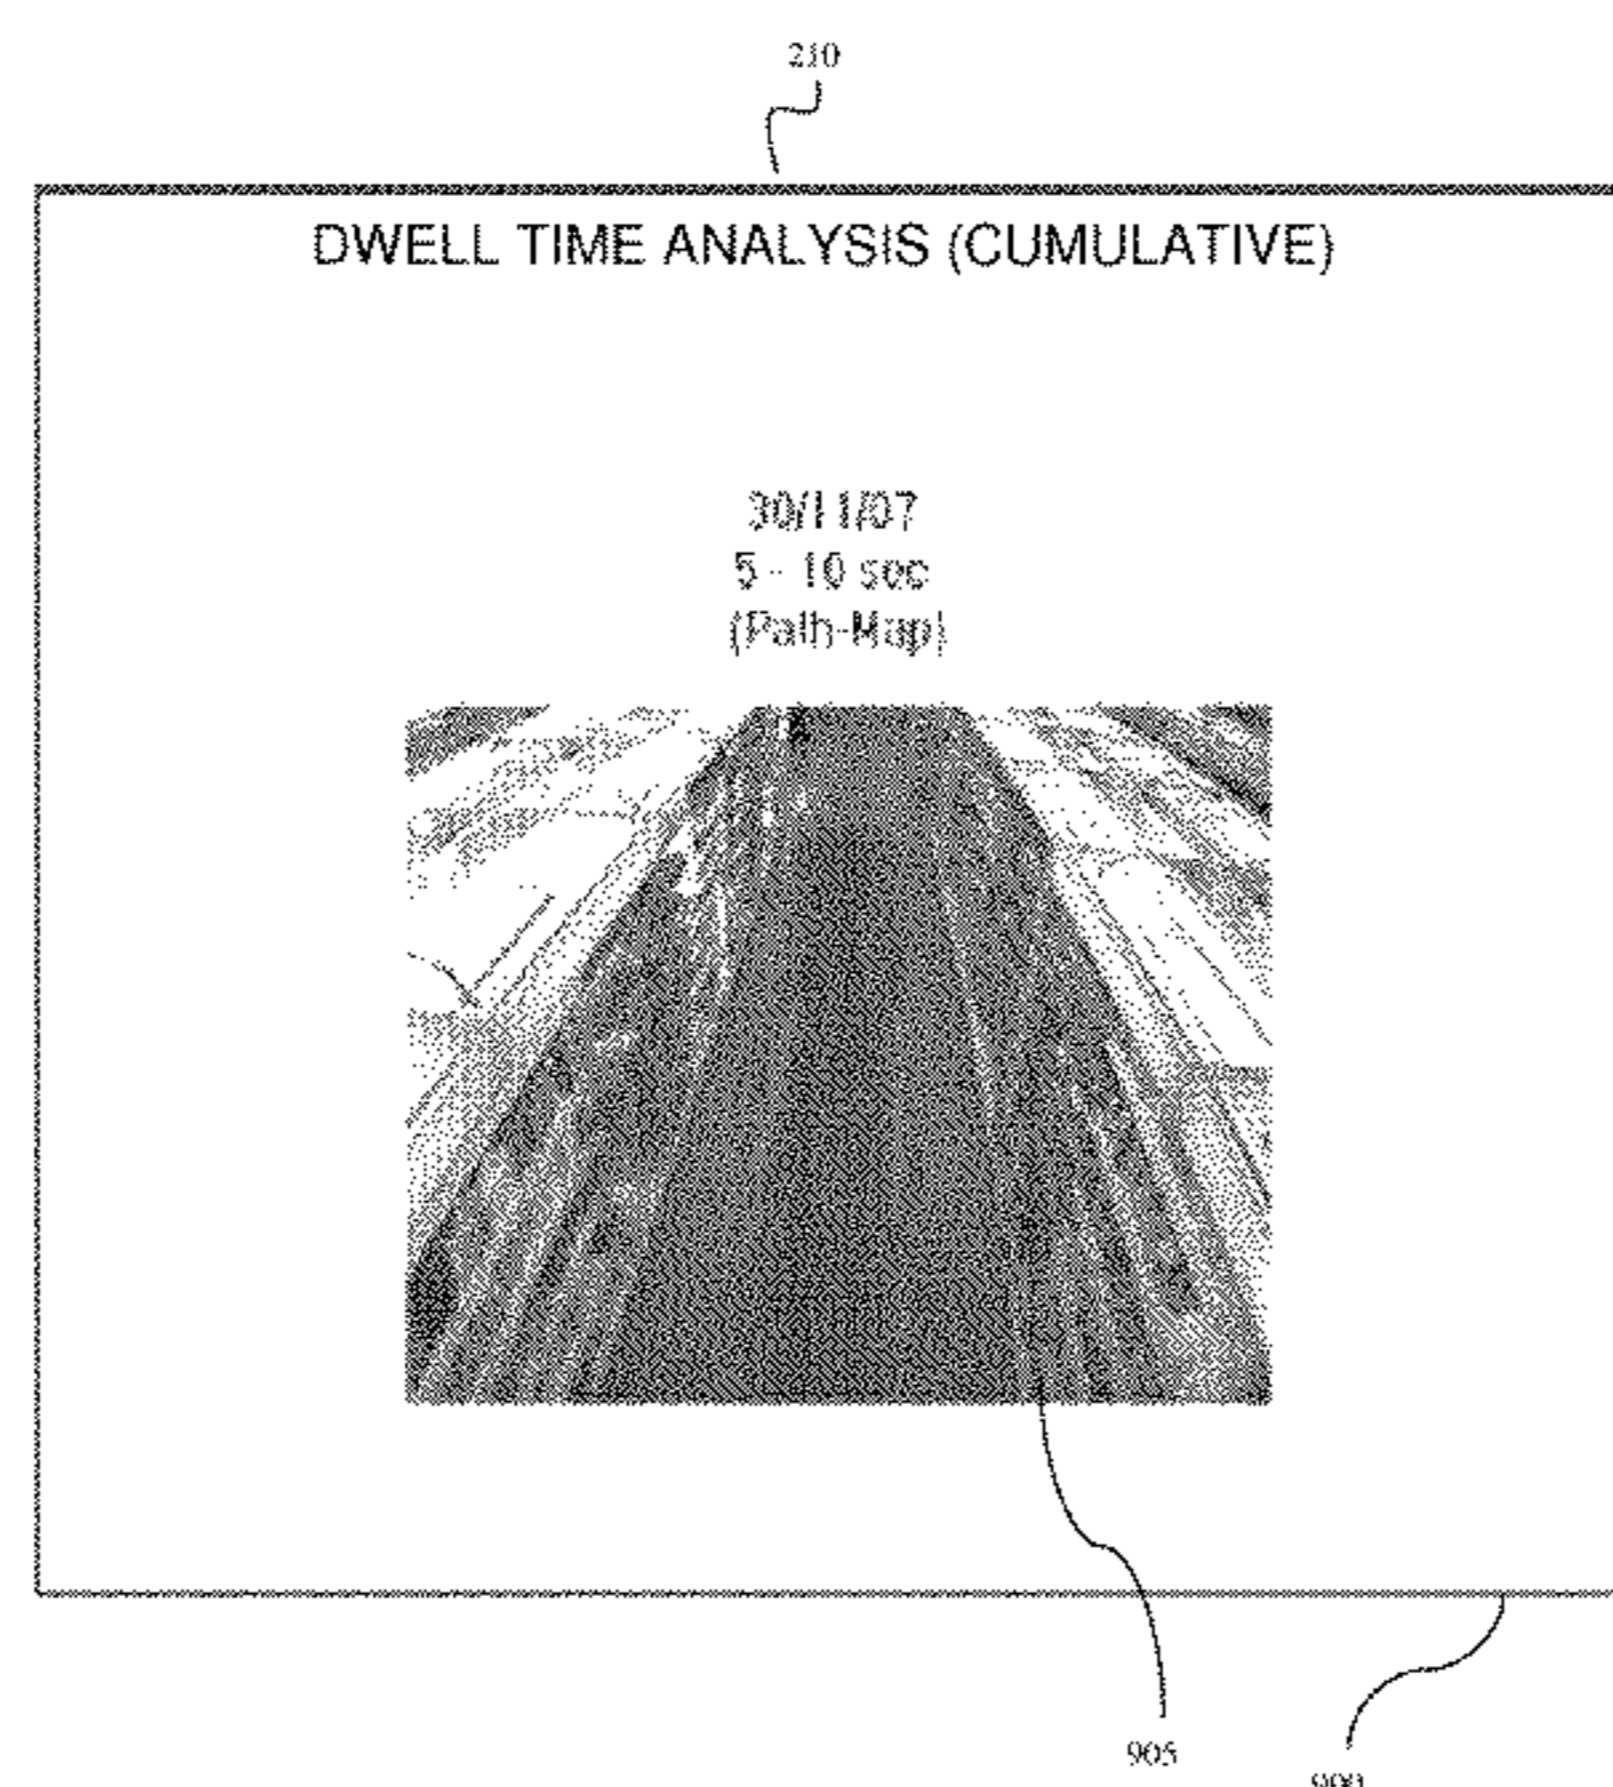 210
DWELL TIME ANALYSIS (CUMULATIVE)
30/11/07
5 - 10 sec
(Path-Map)
905